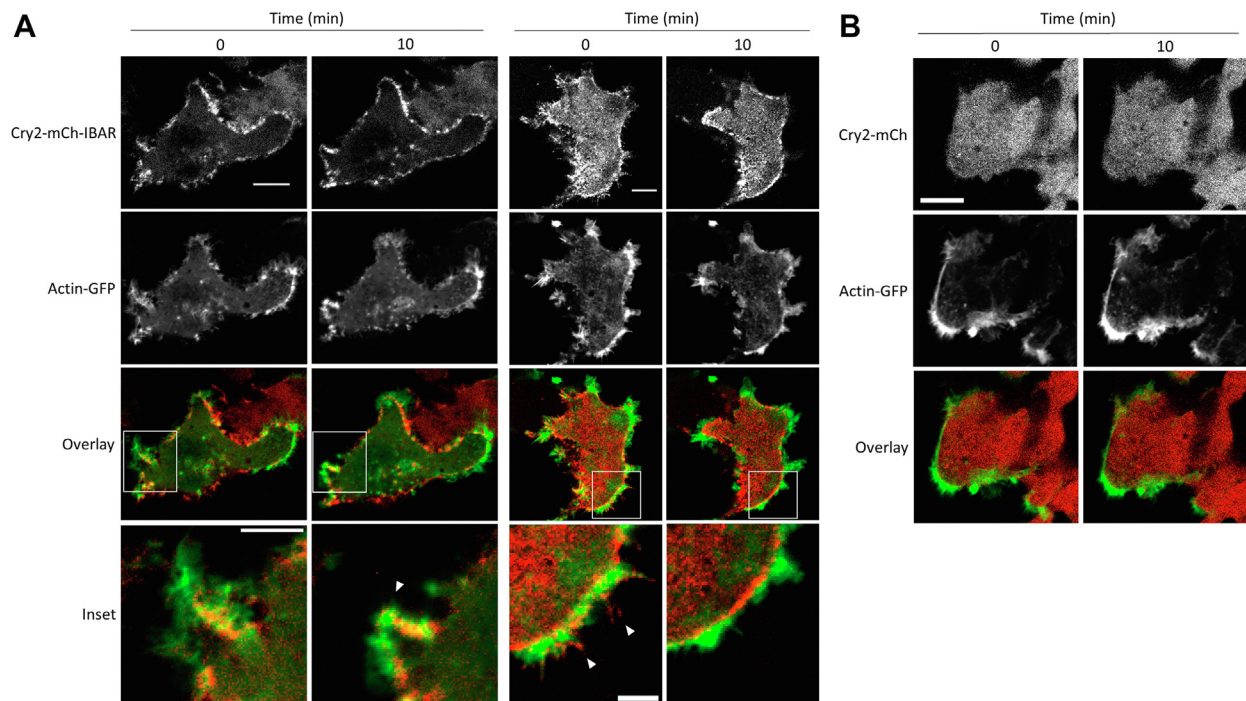 A
Time (min)
Time (min)
0
10
0
10
Cry2-mCh-IBAR
Actin-GFP
Overlay
Inset
B
Time (min)
0
10
Cry2-mCh
Actin-GFP
Overlay